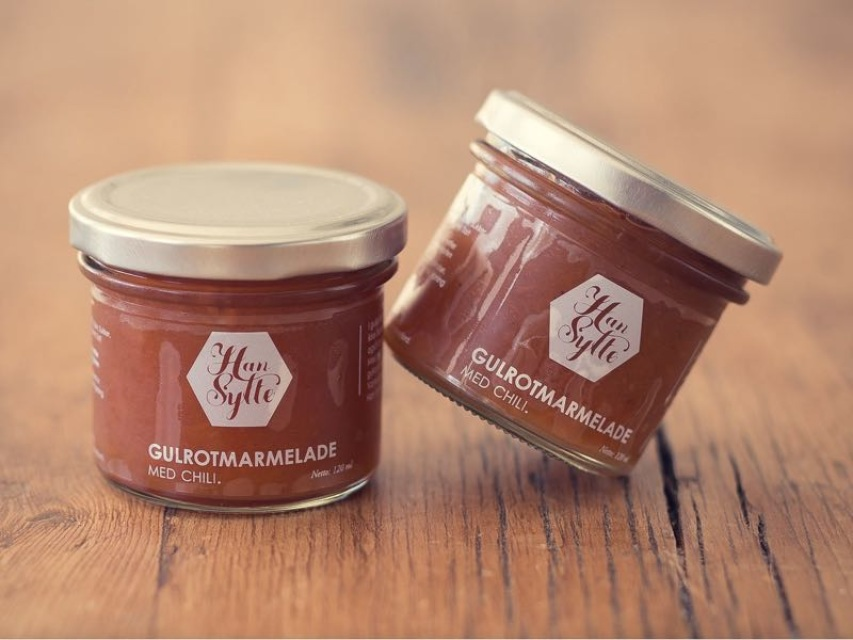 Han
Sylte
GULROTMARMELADE
MED CHILI.
Netto: 120 ml
Han
Sylte
GULROTMARMELADE
MED CHILI.